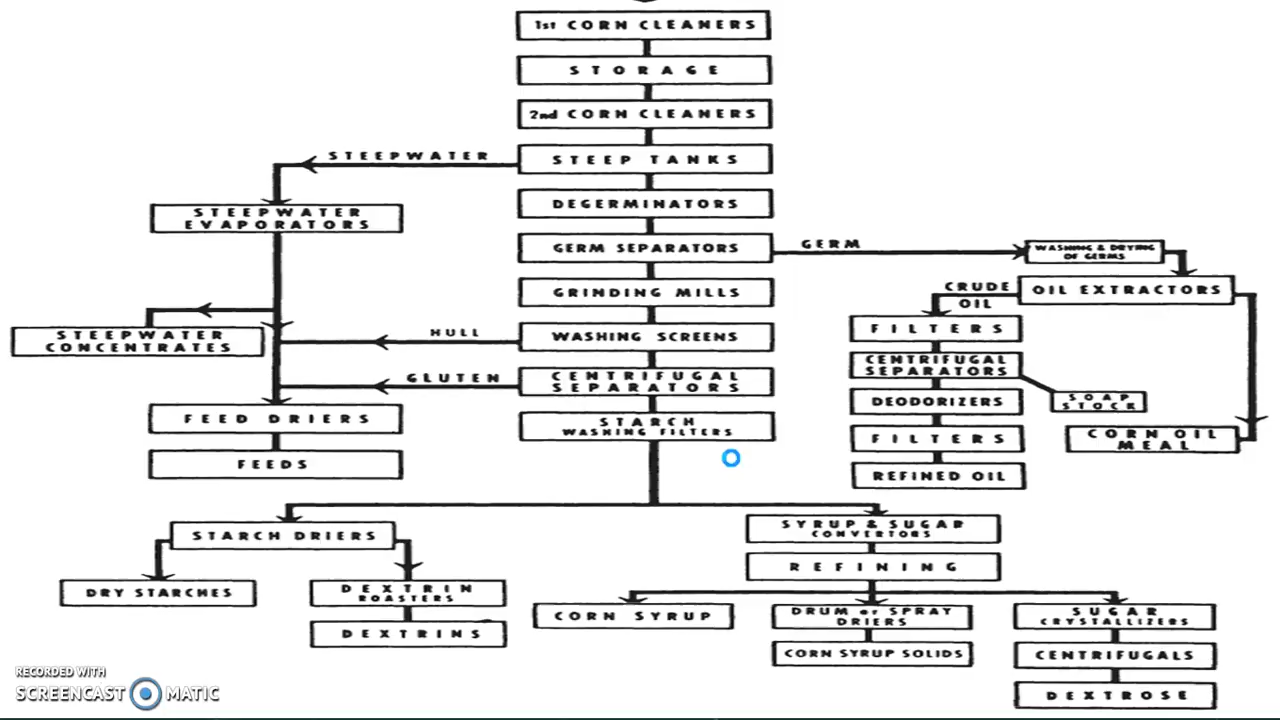 1st CORN CLEANERS
STORAGE
2nd CORN CLEANERS
STEEPWATER
STEEP TANKS
STEEPWATER
EVAPORATORS
DEGERMINATORS
GERM SEPARATORS
GERM
WASHING & DRYING
OF GERMS
GRINDING MILLS
CRUDE
OIL
OIL EXTRACTORS
STEEPWATER
CONCENTRATES
HULL
WASHING SCREENS
FILTERS
GLUTEN
CENTRIFUGAL
SEPARATORS
CENTRIFUGAL
SEPARATORS
SOAP
STOCK
DEODORIZERS
FEED DRIERS
STARCH
WASHING FILTERS
FILTERS
CORN OIL
MEAL
FEEDS
REFINED OIL
STARCH DRIERS
SYRUP & SUGAR
CONVERTORS
REFINING
DRY STARCHES
DEXTRIN
ROASTERS
DEXTRINS
CORN SYRUP
DRUM or SPRAY
DRIERS
CORN SYRUP SOLIDS
SUGAR
CRYSTALLIZERS
CENTRIFUGALS
DEXTROSE
RECORDED WITH
SCREENCAST MATIC